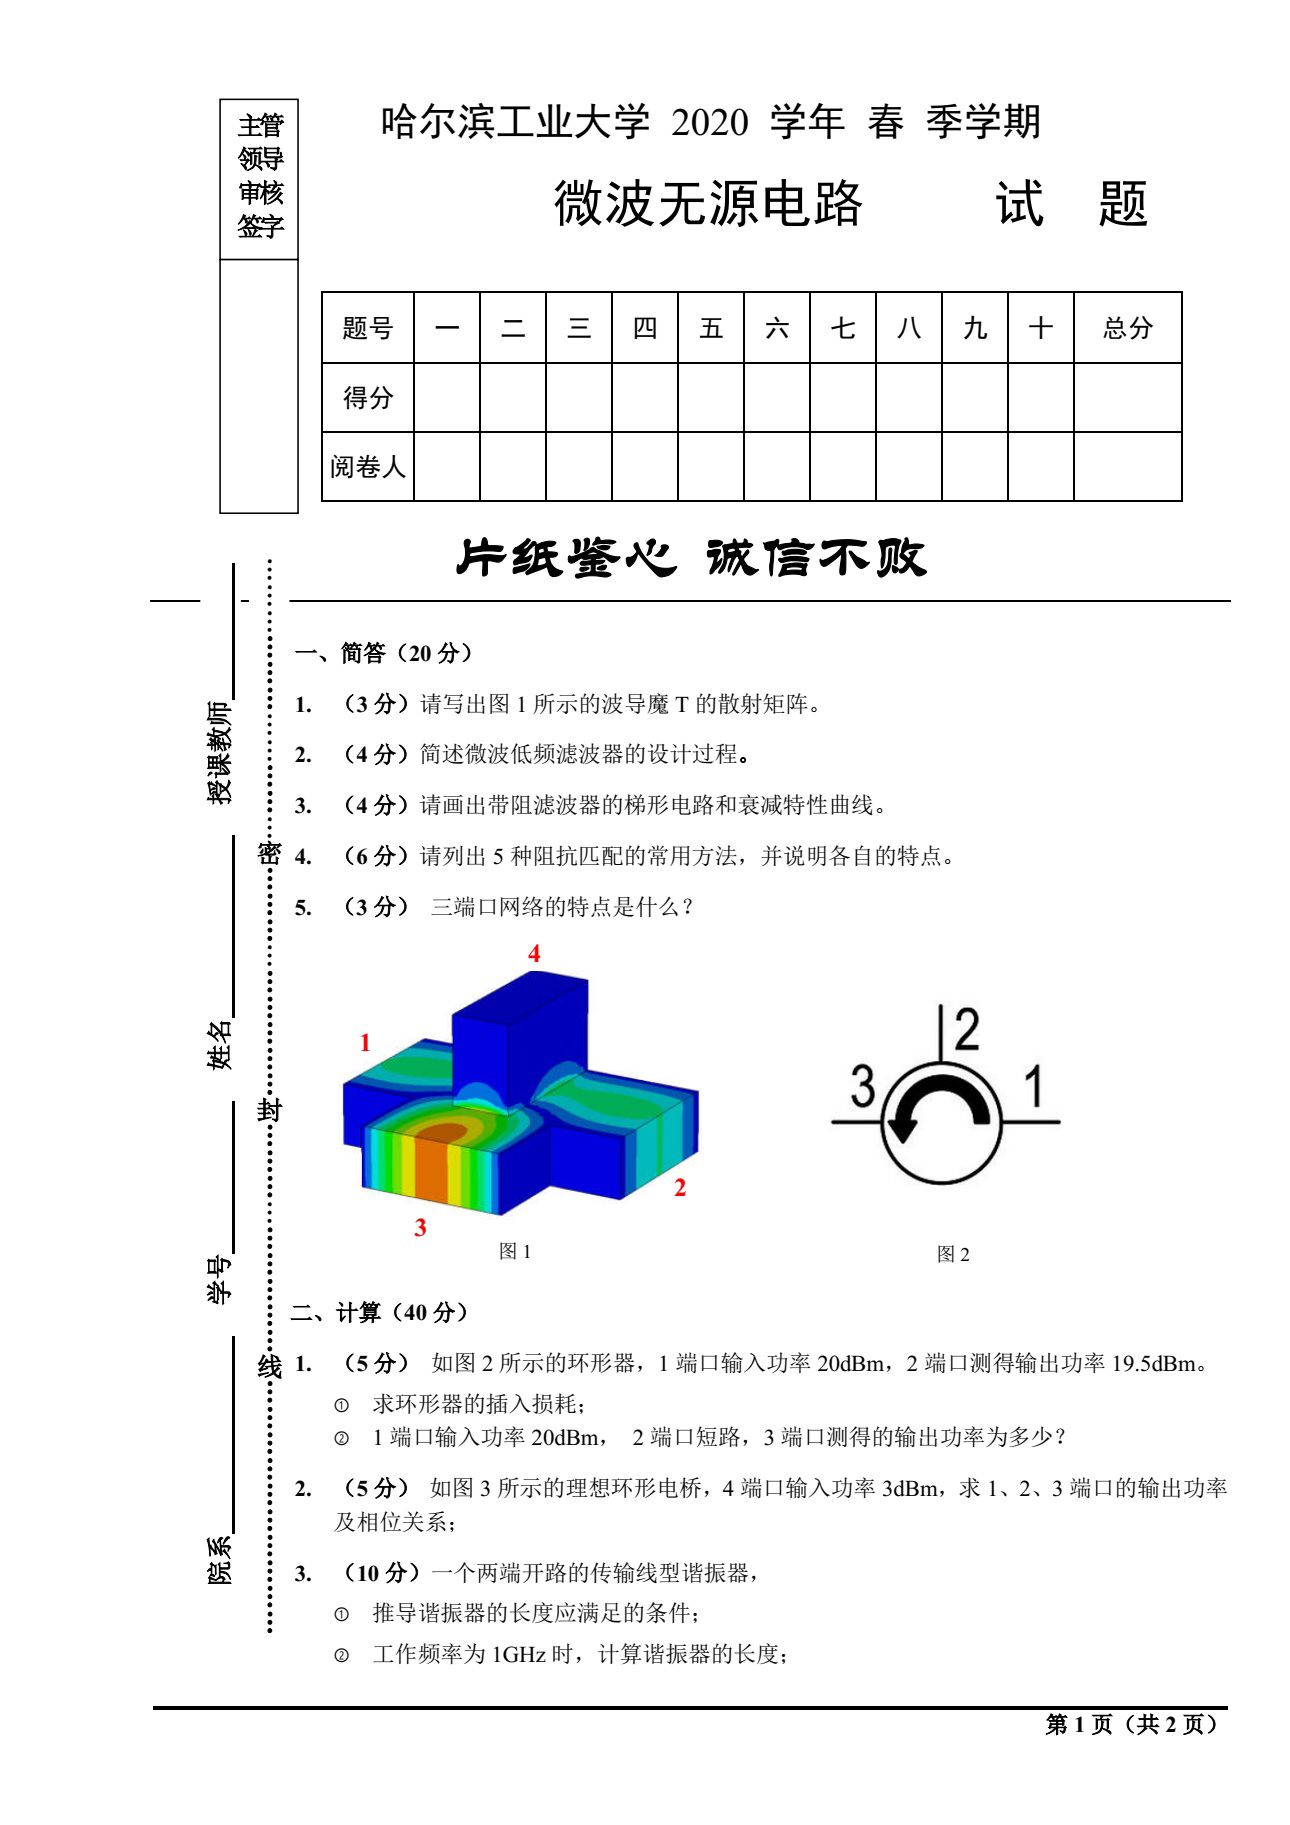 主管
领导
审核
签字
哈尔滨工业大学 2020 学年 春 季学期
微波无源电路 试 题
题号 一 二 三 四 五 六 七 八 九 十 总分
得分
阅卷人
片纸鉴心 诚信不败
授课教师
姓名
学号
院系
密
封
线
一、简答（20 分）
1. （3 分）请写出图 1 所示的波导魔 T 的散射矩阵。
2. （4 分）简述微波低频滤波器的设计过程。
3. （4 分）请画出带阻滤波器的梯形电路和衰减特性曲线。
4. （6 分）请列出 5 种阻抗匹配的常用方法，并说明各自的特点。
5. （3 分） 三端口网络的特点是什么？
4
1
2
3
图 1
2
3
1
图 2
二、计算（40 分）
1. （5 分） 如图 2 所示的环形器，1 端口输入功率 20dBm，2 端口测得输出功率 19.5dBm。
① 求环形器的插入损耗；
② 1 端口输入功率 20dBm， 2 端口短路，3 端口测得的输出功率为多少？
2. （5 分） 如图 3 所示的理想环形电桥，4 端口输入功率 3dBm，求 1、2、3 端口的输出功率
及相位关系；
3. （10 分）一个两端开路的传输线型谐振器，
① 推导谐振器的长度应满足的条件；
② 工作频率为 1GHz 时，计算谐振器的长度；
第 1 页（共 2 页）